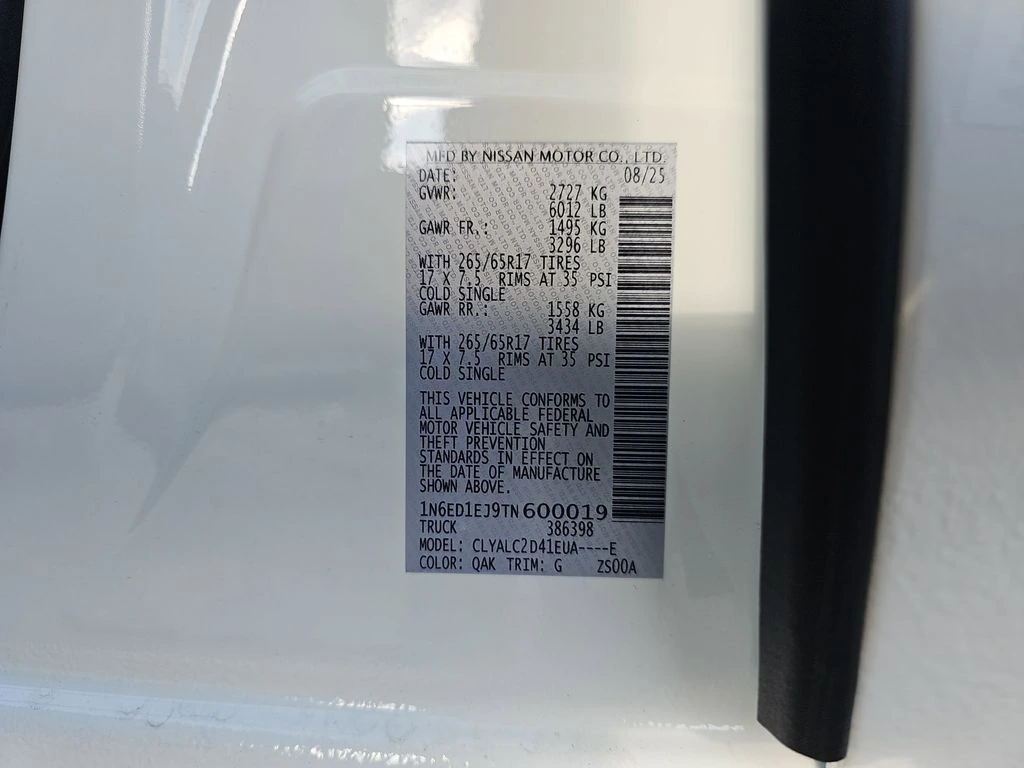 MFD BY NISSAN MOTOR CO., LTD.
DATE: 08/25
GVWR: 2727 KG
6012 LB
GAWR FR.: 1495 KG
3296 LB
WITH 265/65R17 TIRES
17 X 7.5 RIMS AT 35 PSI
COLD SINGLE
GAWR RR.: 1558 KG
3434 LB
WITH 265/65R17 TIRES
17 X 7.5 RIMS AT 35 PSI
COLD SINGLE
THIS VEHICLE CONFORMS TO
ALL APPLICABLE FEDERAL
MOTOR VEHICLE SAFETY AND
THEFT PREVENTION
STANDARDS IN EFFECT ON
THE DATE OF MANUFACTURE
SHOWN ABOVE.
1N6ED1EJ9TN600019
TRUCK 386398
MODEL: CLYALC2D41EUA----E
COLOR: QAK TRIM: G ZS00A